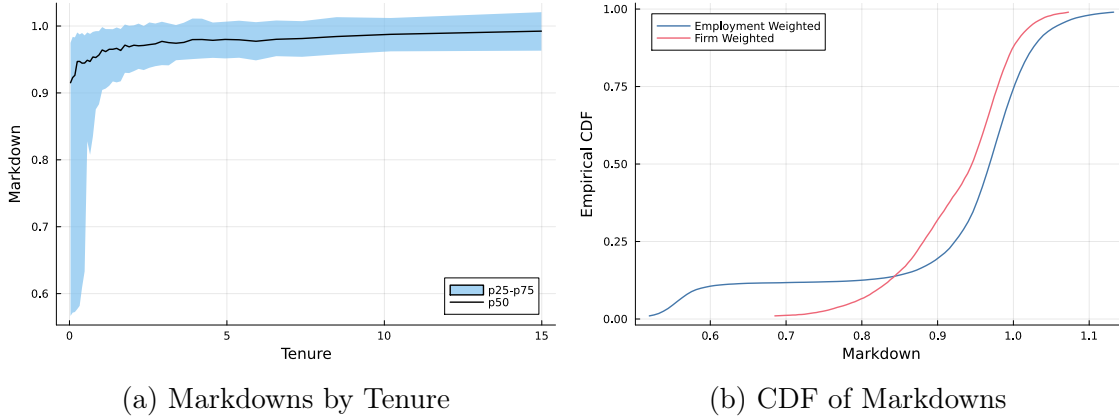 1.0
0.9
0.8
0.7
0.6
Markdown
0
5
10
15
Tenure
p25-p75
p50
(a) Markdowns by Tenure
1.00
0.75
0.50
0.25
0.00
Empirical CDF
Employment Weighted
Firm Weighted
0.6
0.7
0.8
0.9
1.0
1.1
Markdown
(b) CDF of Markdowns